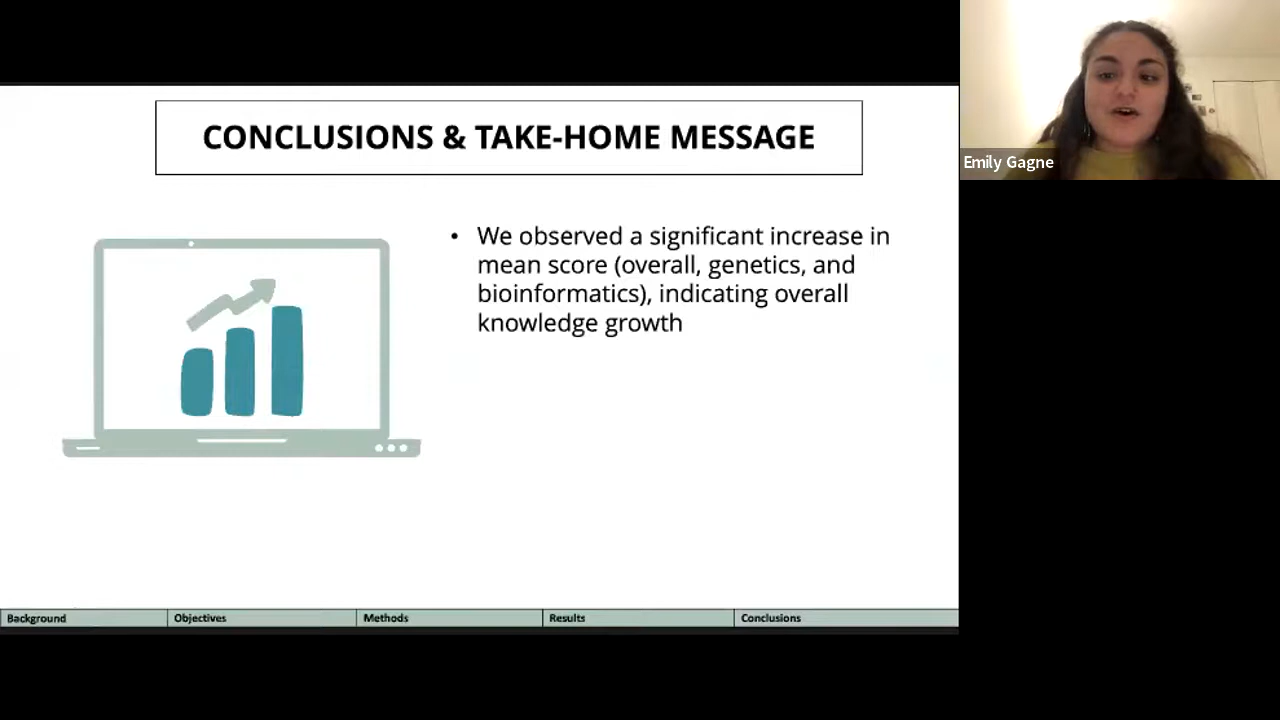 CONCLUSIONS & TAKE-HOME MESSAGE
Emily Gagne
• We observed a significant increase in
mean score (overall, genetics, and
bioinformatics), indicating overall
knowledge growth
Background
Objectives
Methods
Results
Conclusions